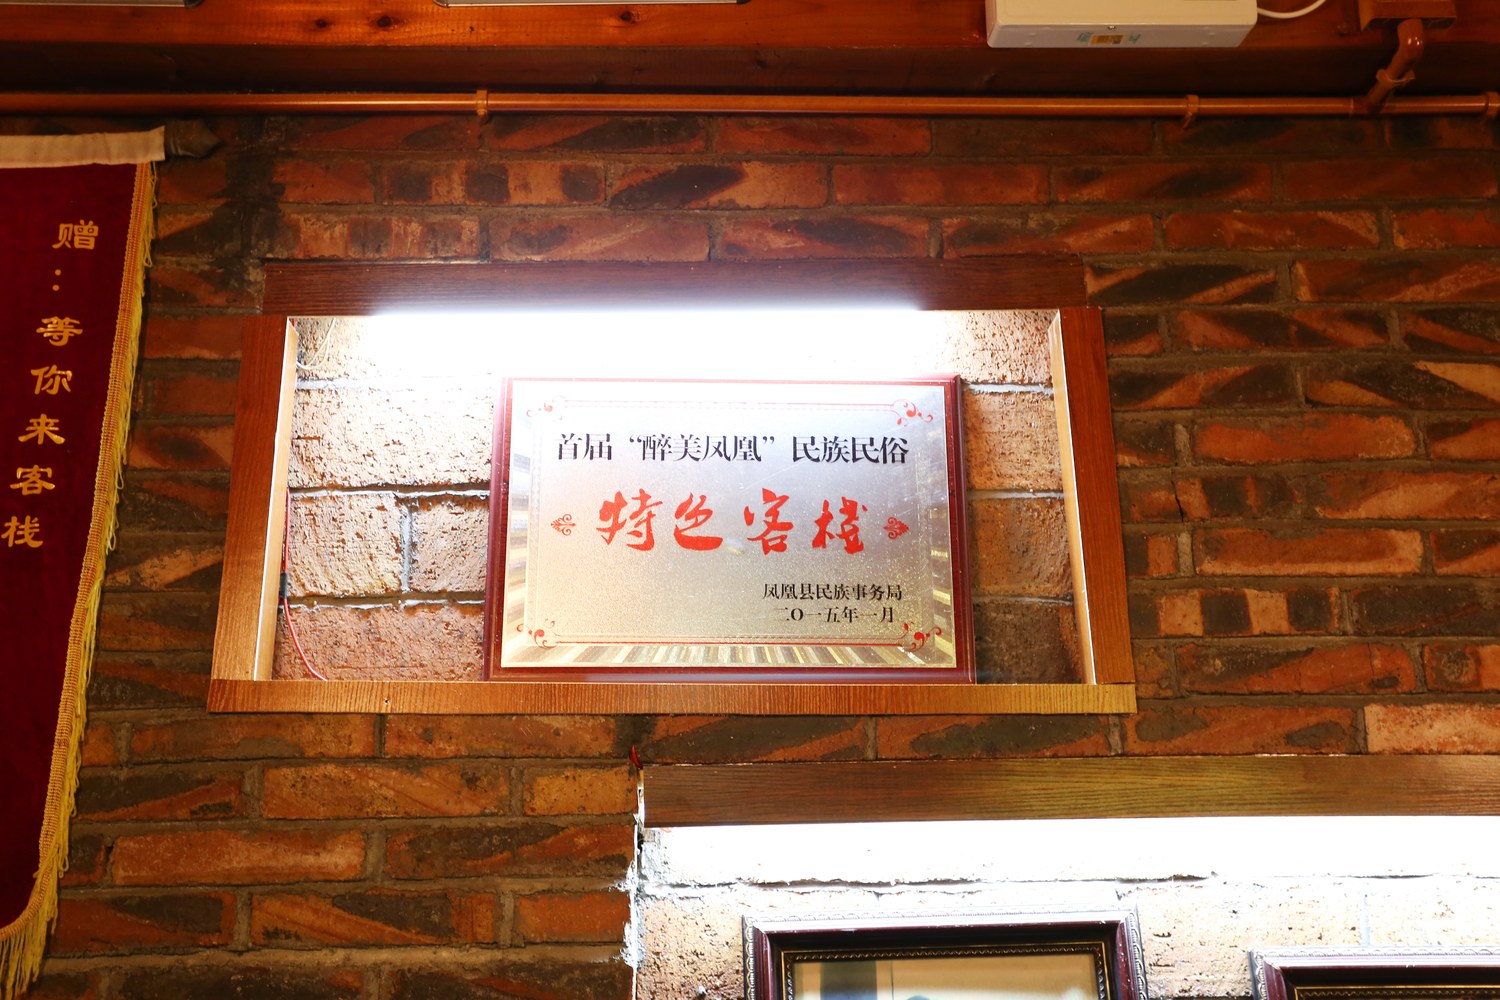 赠：等你来客栈
首届“醉美凤凰”民族民俗
特色客栈
凤凰县民族事务局
二〇一五年一月